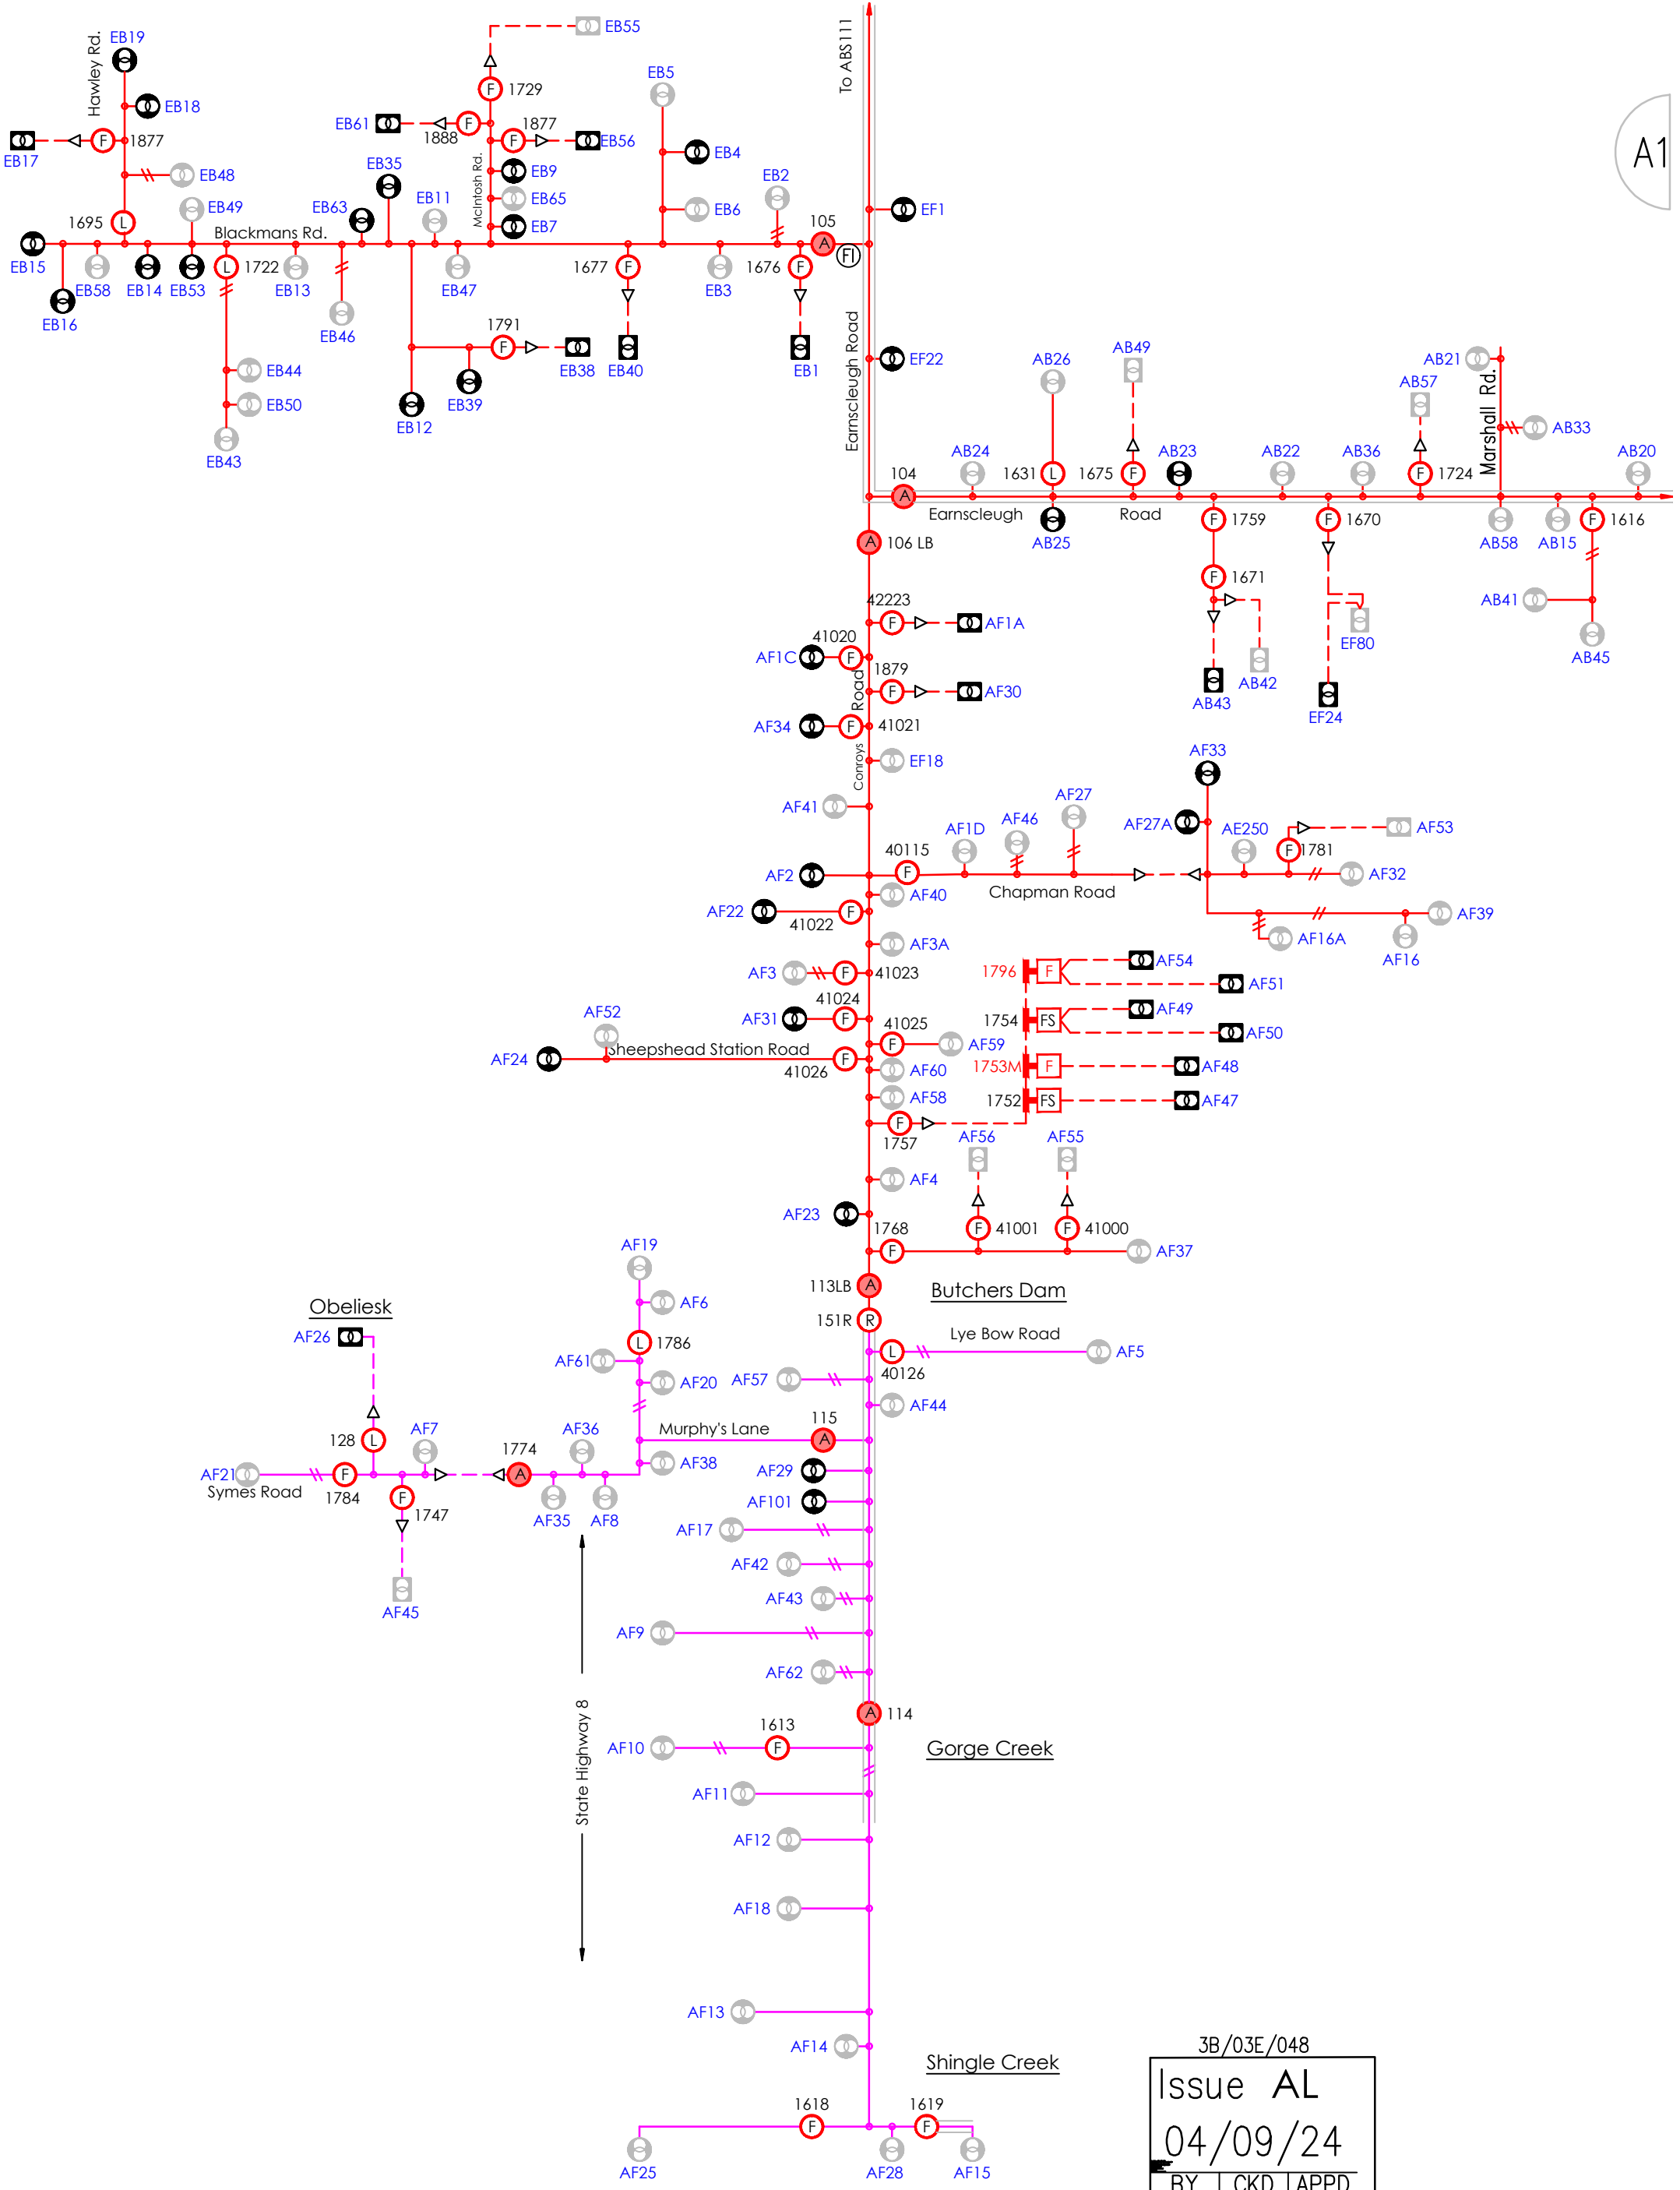 EB19
Hawley Rd.
EB18
EB17
F
1877
EB48
EB49
1695
L
Blackmans Rd.
EB15
EB16
EB58
EB14
EB53
L
1722
EB13
EB46
EB44
EB50
EB43
EB63
EB35
EB11
EB47
EB12
EB39
1791
F
EB38
EB55
F
1729
EB61
F
1888
1877
F
EB56
McIntosh Rd.
EB9
EB65
EB7
EB5
EB4
EB6
EB2
105
A
FI
1677
F
EB40
EB3
1676
F
EB1
To ABS111
A1
EF1
EF22
Earnscleugh Road
104
A
AB24
AB26
1631
L
AB25
Earnscleugh
Road
AB49
1675
F
AB23
AB22
AB36
AB57
F
1724
AB21
Marshall Rd.
AB33
AB20
F
1759
F
1671
AB43
AB42
F
1670
EF80
EF24
AB58
AB15
F
1616
AB41
AB45
A
106 LB
42223
F
AF1A
41020
F
AF1C
1879
F
AF30
AF34
F
41021
Conroys
Road
EF18
AF41
AF2
40115
F
AF1D
AF46
AF27
Chapman Road
AF33
AF27A
AE250
F
1781
AF53
AF32
AF39
AF16A
AF16
AF40
AF22
F
41022
AF3A
AF3
F
41023
41024
AF31
F
AF52
41025
F
AF59
AF24
Sheepshead Station Road
F
41026
AF60
AF58
F
1757
1796
F
AF54
AF51
1754
FS
AF49
AF50
1753M
F
AF48
1752
FS
AF47
AF56
AF55
AF4
AF23
1768
F
F
41001
F
41000
AF37
113LB
A
Butchers Dam
151R
R
Lye Bow Road
L
40126
AF5
AF19
AF6
L
1786
AF61
AF20
AF57
AF44
Obeliesk
AF26
128
L
AF7
1774
A
AF36
Murphy's Lane
115
A
AF38
AF21
Symes Road
F
1784
F
1747
AF45
AF35
AF8
AF29
AF101
AF17
AF42
AF43
AF9
AF62
State Highway 8
A
114
1613
F
AF10
Gorge Creek
AF11
AF12
AF18
AF13
AF14
Shingle Creek
1618
F
1619
F
AF25
AF28
AF15
3B/03E/048
Issue AL
04/09/24
BY
CKD
APPD